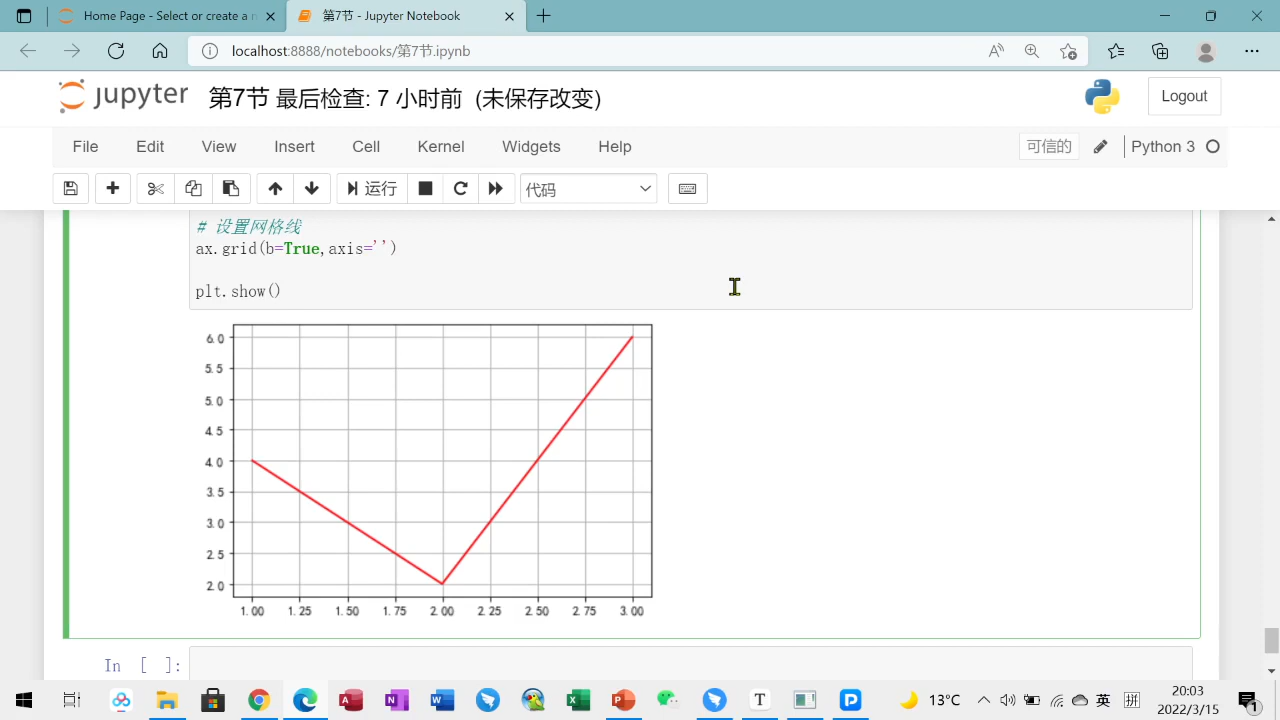 Home Page - Select or create a n
第7节 - Jupyter Notebook
localhost:8888/notebooks/第7节.ipynb
jupyter 第7节 最后检查: 7 小时前 (未保存改变)
Logout
File Edit View Insert Cell Kernel Widgets Help
可信的
Python 3
运行
代码
# 设置网格线
ax.grid(b=True,axis='')
plt.show()
6.0
5.5
5.0
4.5
4.0
3.5
3.0
2.5
2.0
1.00 1.25 1.50 1.75 2.00 2.25 2.50 2.75 3.00
In [ ]:
13°C
英
拼
20:03
2022/3/15
1